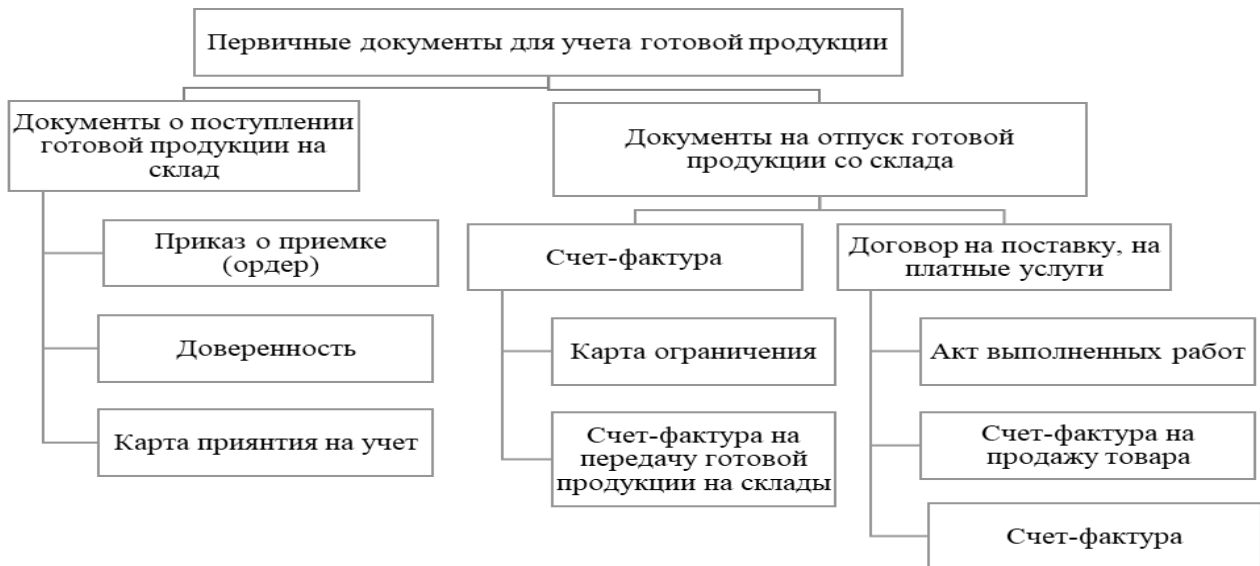 Первичные документы для учета готовой продукции
Документы о поступлении
готовой продукции на
склад
Документы на отпуск готовой
продукции со склада
Приказ о приемке
(ордер)
Доверенность
Карта приянтия на учет
Счет-фактура
Карта ограничения
Счет-фактура на
передачу готовой
продукции на склады
Договор на поставку, на
платные услуги
Акт выполненных работ
Счет-фактура на
продажу товара
Счет-фактура